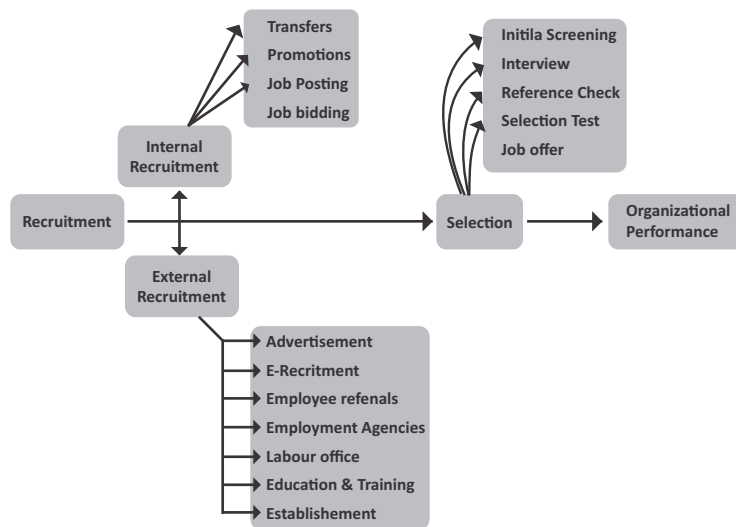 Transfers
Promotions
Job Posting
Job bidding
Initila Screening
Interview
Reference Check
Selection Test
Job offer
Internal
Recruitment
Recruitment
Selection
Organizational
Performance
External
Recruitment
Advertisement
E-Recritment
Employee refenals
Employment Agencies
Labour office
Education & Training
Establishement